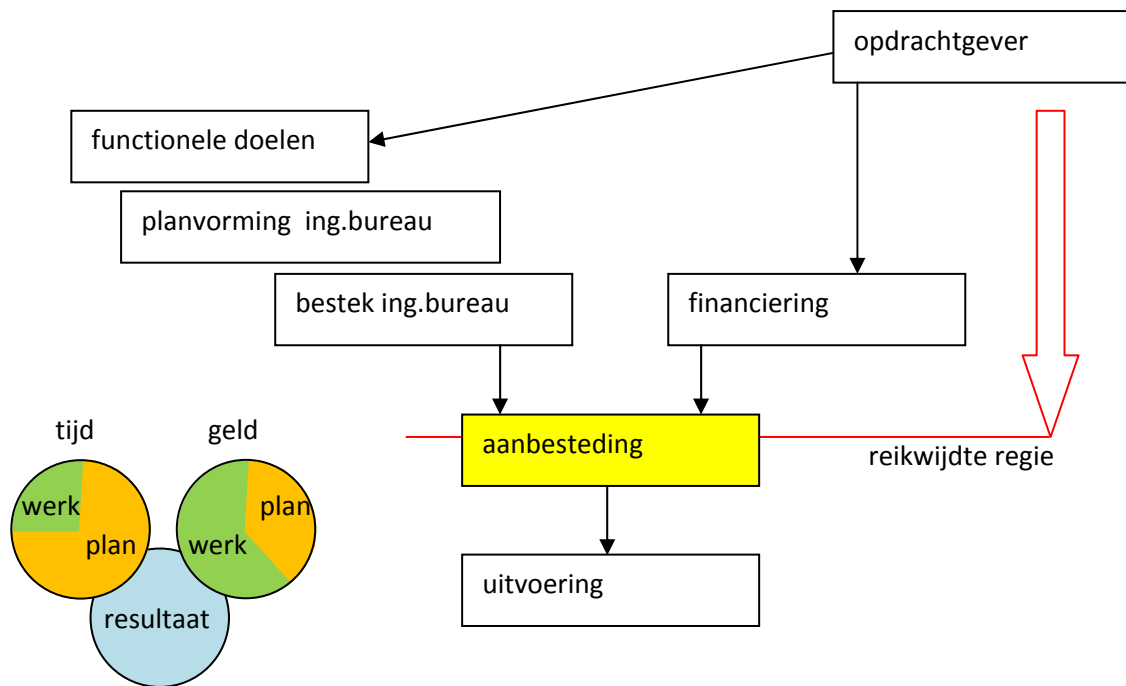 opdrachtgever
functionele doelen
planvorming ing.bureau
bestek ing.bureau
financiering
tijd
geld
aanbesteding
reikwijdte regie
werk
plan
plan
werk
uitvoering
resultaat